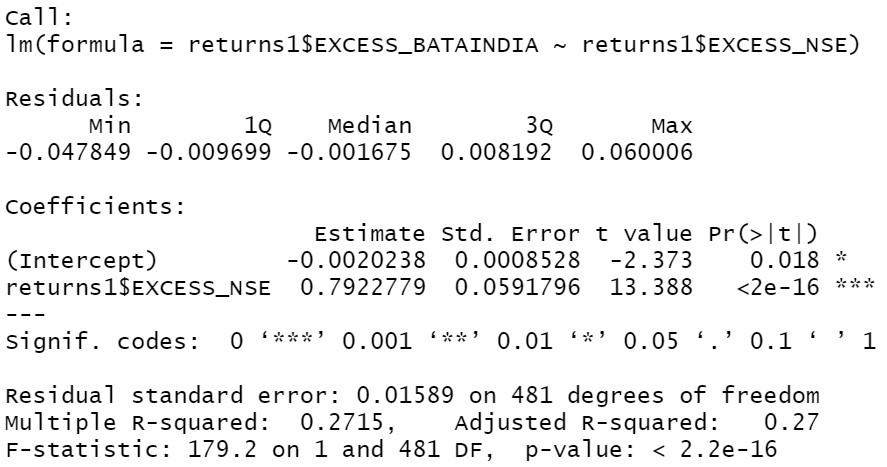 Call:
lm(formula = returns1$EXCESS_BATAINDIA ~ returns1$EXCESS_NSE)
Residuals:
Min 1Q Median 3Q Max
-0.047849 -0.009699 -0.001675 0.008192 0.060006
Coefficients:
Estimate Std. Error t value Pr(>|t|)
(Intercept) -0.0020238 0.0008528 -2.373 0.018 *
returns1$EXCESS_NSE 0.7922779 0.0591796 13.388 <2e-16 ***
---
Signif. codes: 0 ‘***’ 0.001 ‘**’ 0.01 ‘*’ 0.05 ‘.’ 0.1 ‘ ’ 1
Residual standard error: 0.01589 on 481 degrees of freedom
Multiple R-squared: 0.2715, Adjusted R-squared: 0.27
F-statistic: 179.2 on 1 and 481 DF, p-value: < 2.2e-16